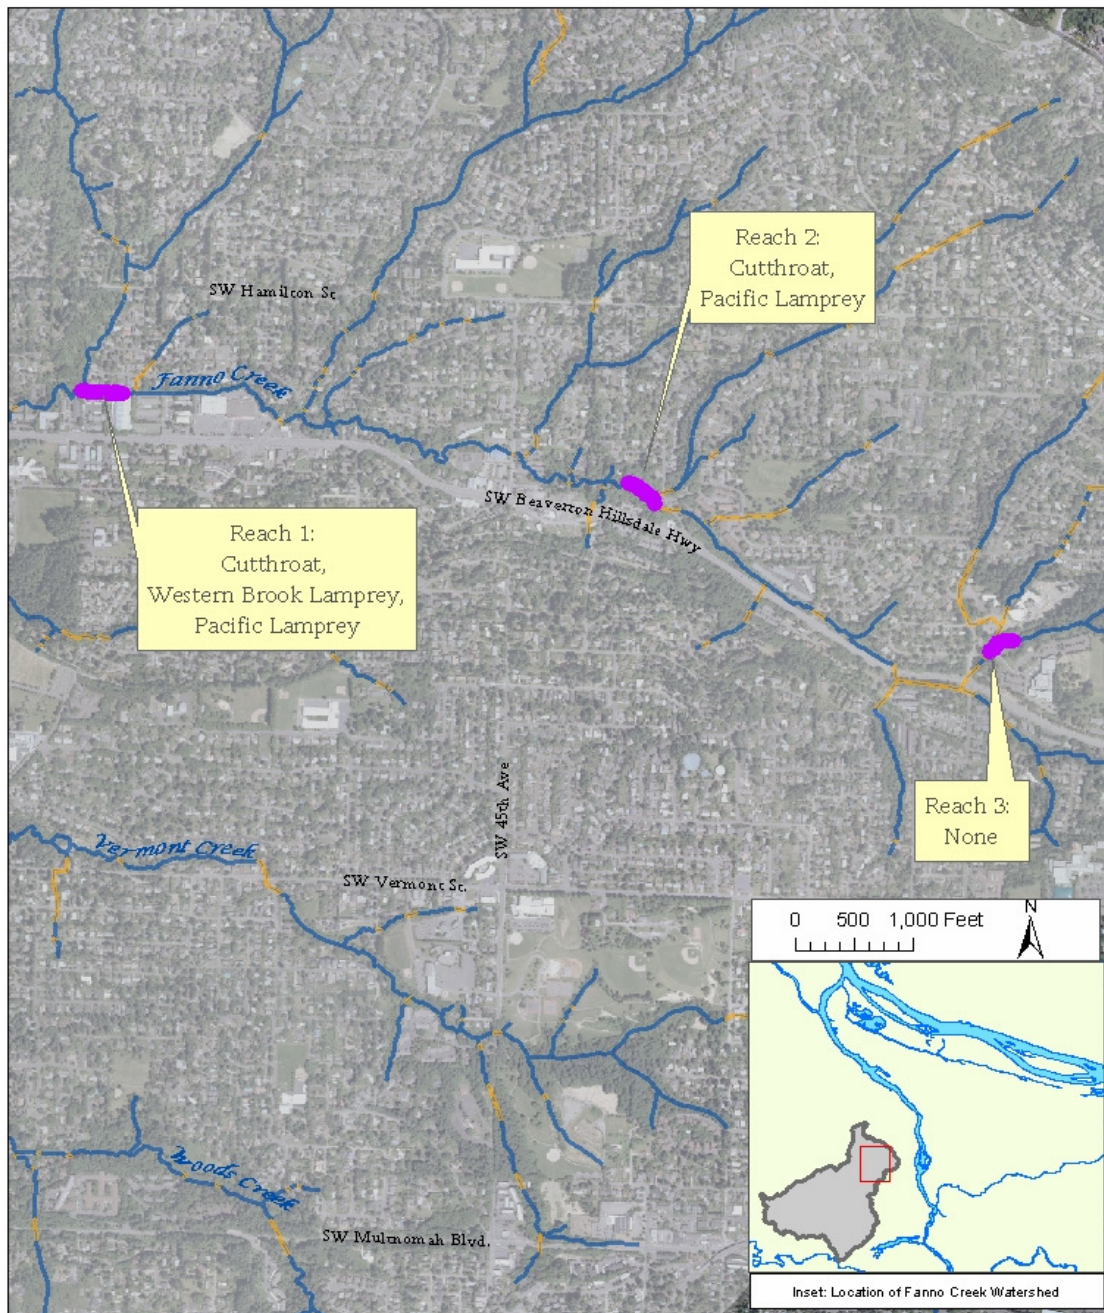 Reach 2:
Cutthroat,
Pacific Lamprey
SW Hamilton St
Fanno Creek
SW Beaverton Hillsdale Hwy
Reach 1:
Cutthroat,
Western Brook Lamprey,
Pacific Lamprey
SW 45th Ave
Reach 3:
None
Vermont Creek
SW Vermont St.
0 500 1,000 Feet
N
Woods Creek
SW Multnomah Blvd.
Inset: Location of Fanno Creek Watershed